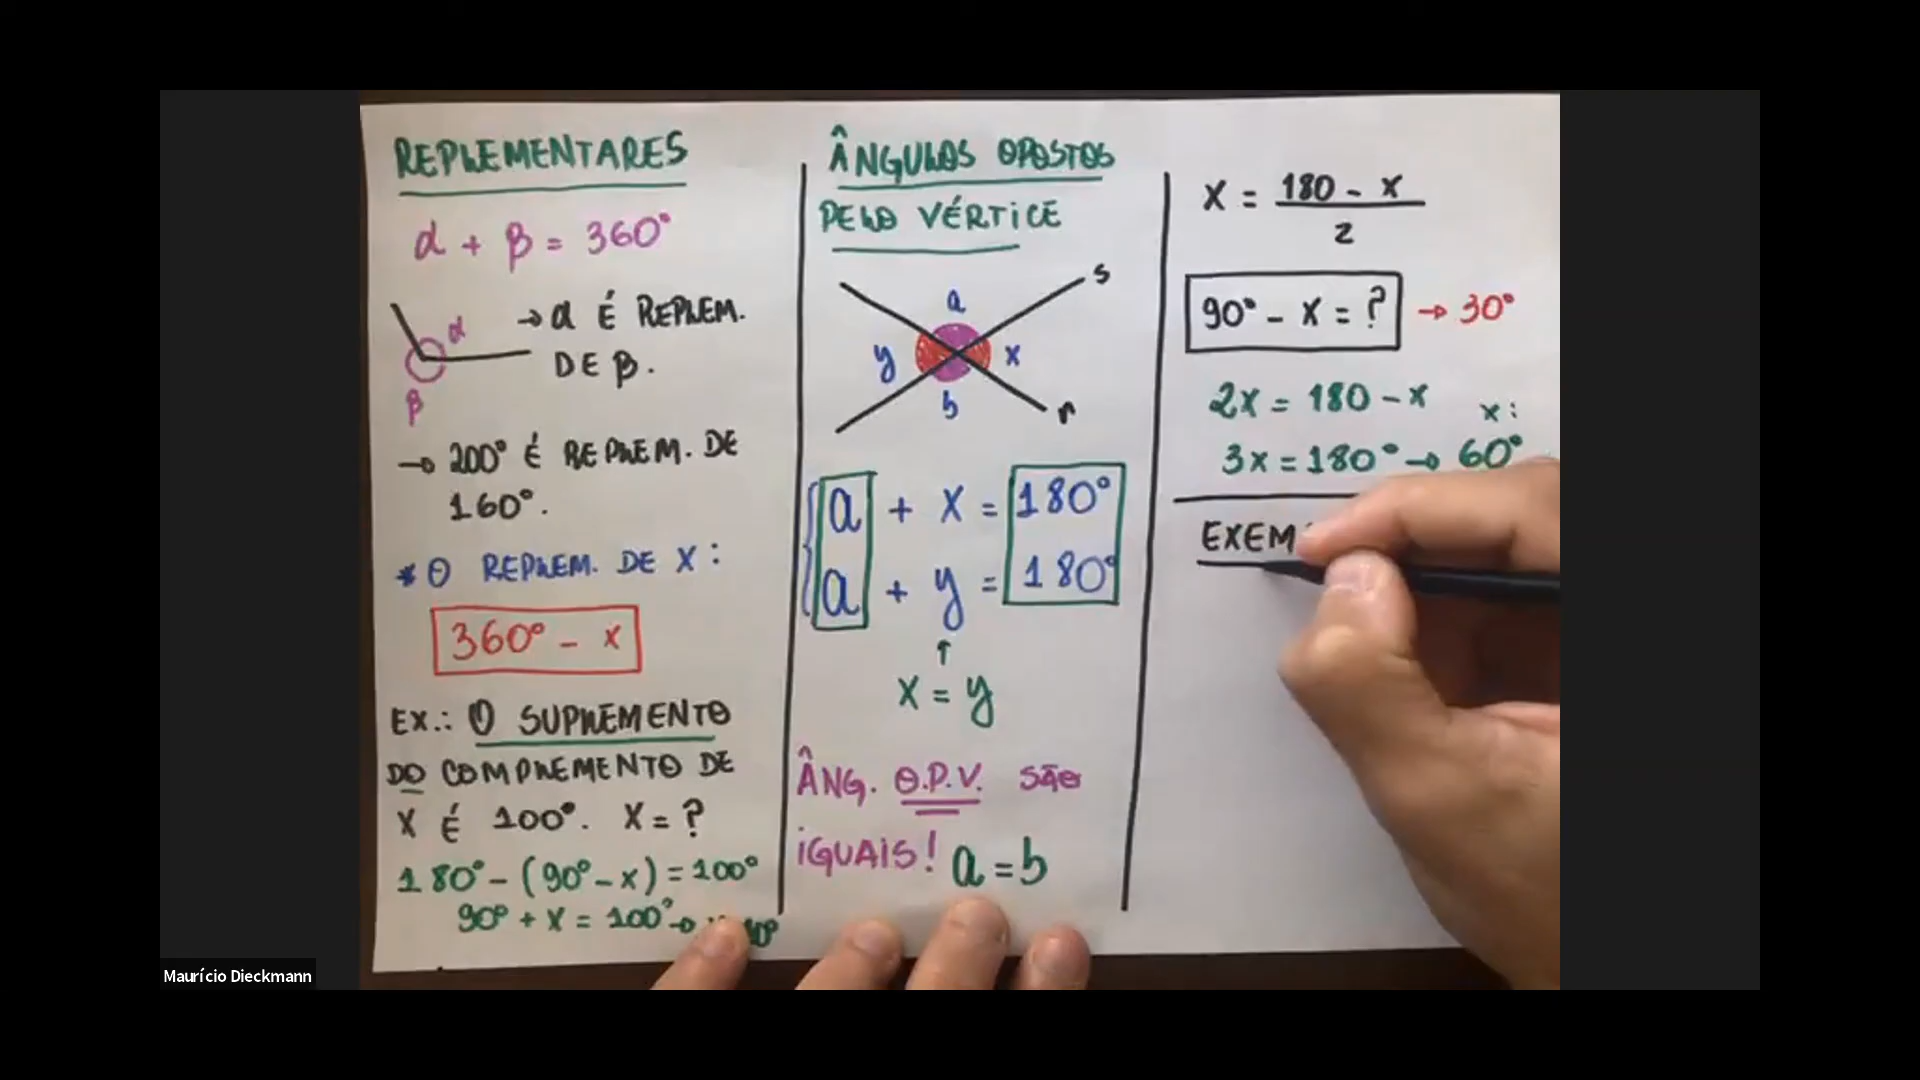 REPLEMENTARES
α + β = 360°
α
→ α É REPLEM.
DE β.
β
→ 200° É REPLEM. DE
160°.
* O REPLEM. DE X:
360° - x
EX.: O SUPLEMENTO
DO COMPLEMENTO DE
X É 100°. X = ?
180° - (90° - x) = 100°
90° + x = 100° →
ÂNGULOS OPOSTOS
PELO VÉRTICE
s
a
y
x
b
r
a + x = 180°
a + y = 180°
↑
x = y
ÂNG. O.P.V. SÃO
IGUAIS! a = b
X = 180 - x
2
90° - x = ? → 30°
2x = 180 - x
x:
3x = 180° → 60°
EXEM
Maurício Dieckmann